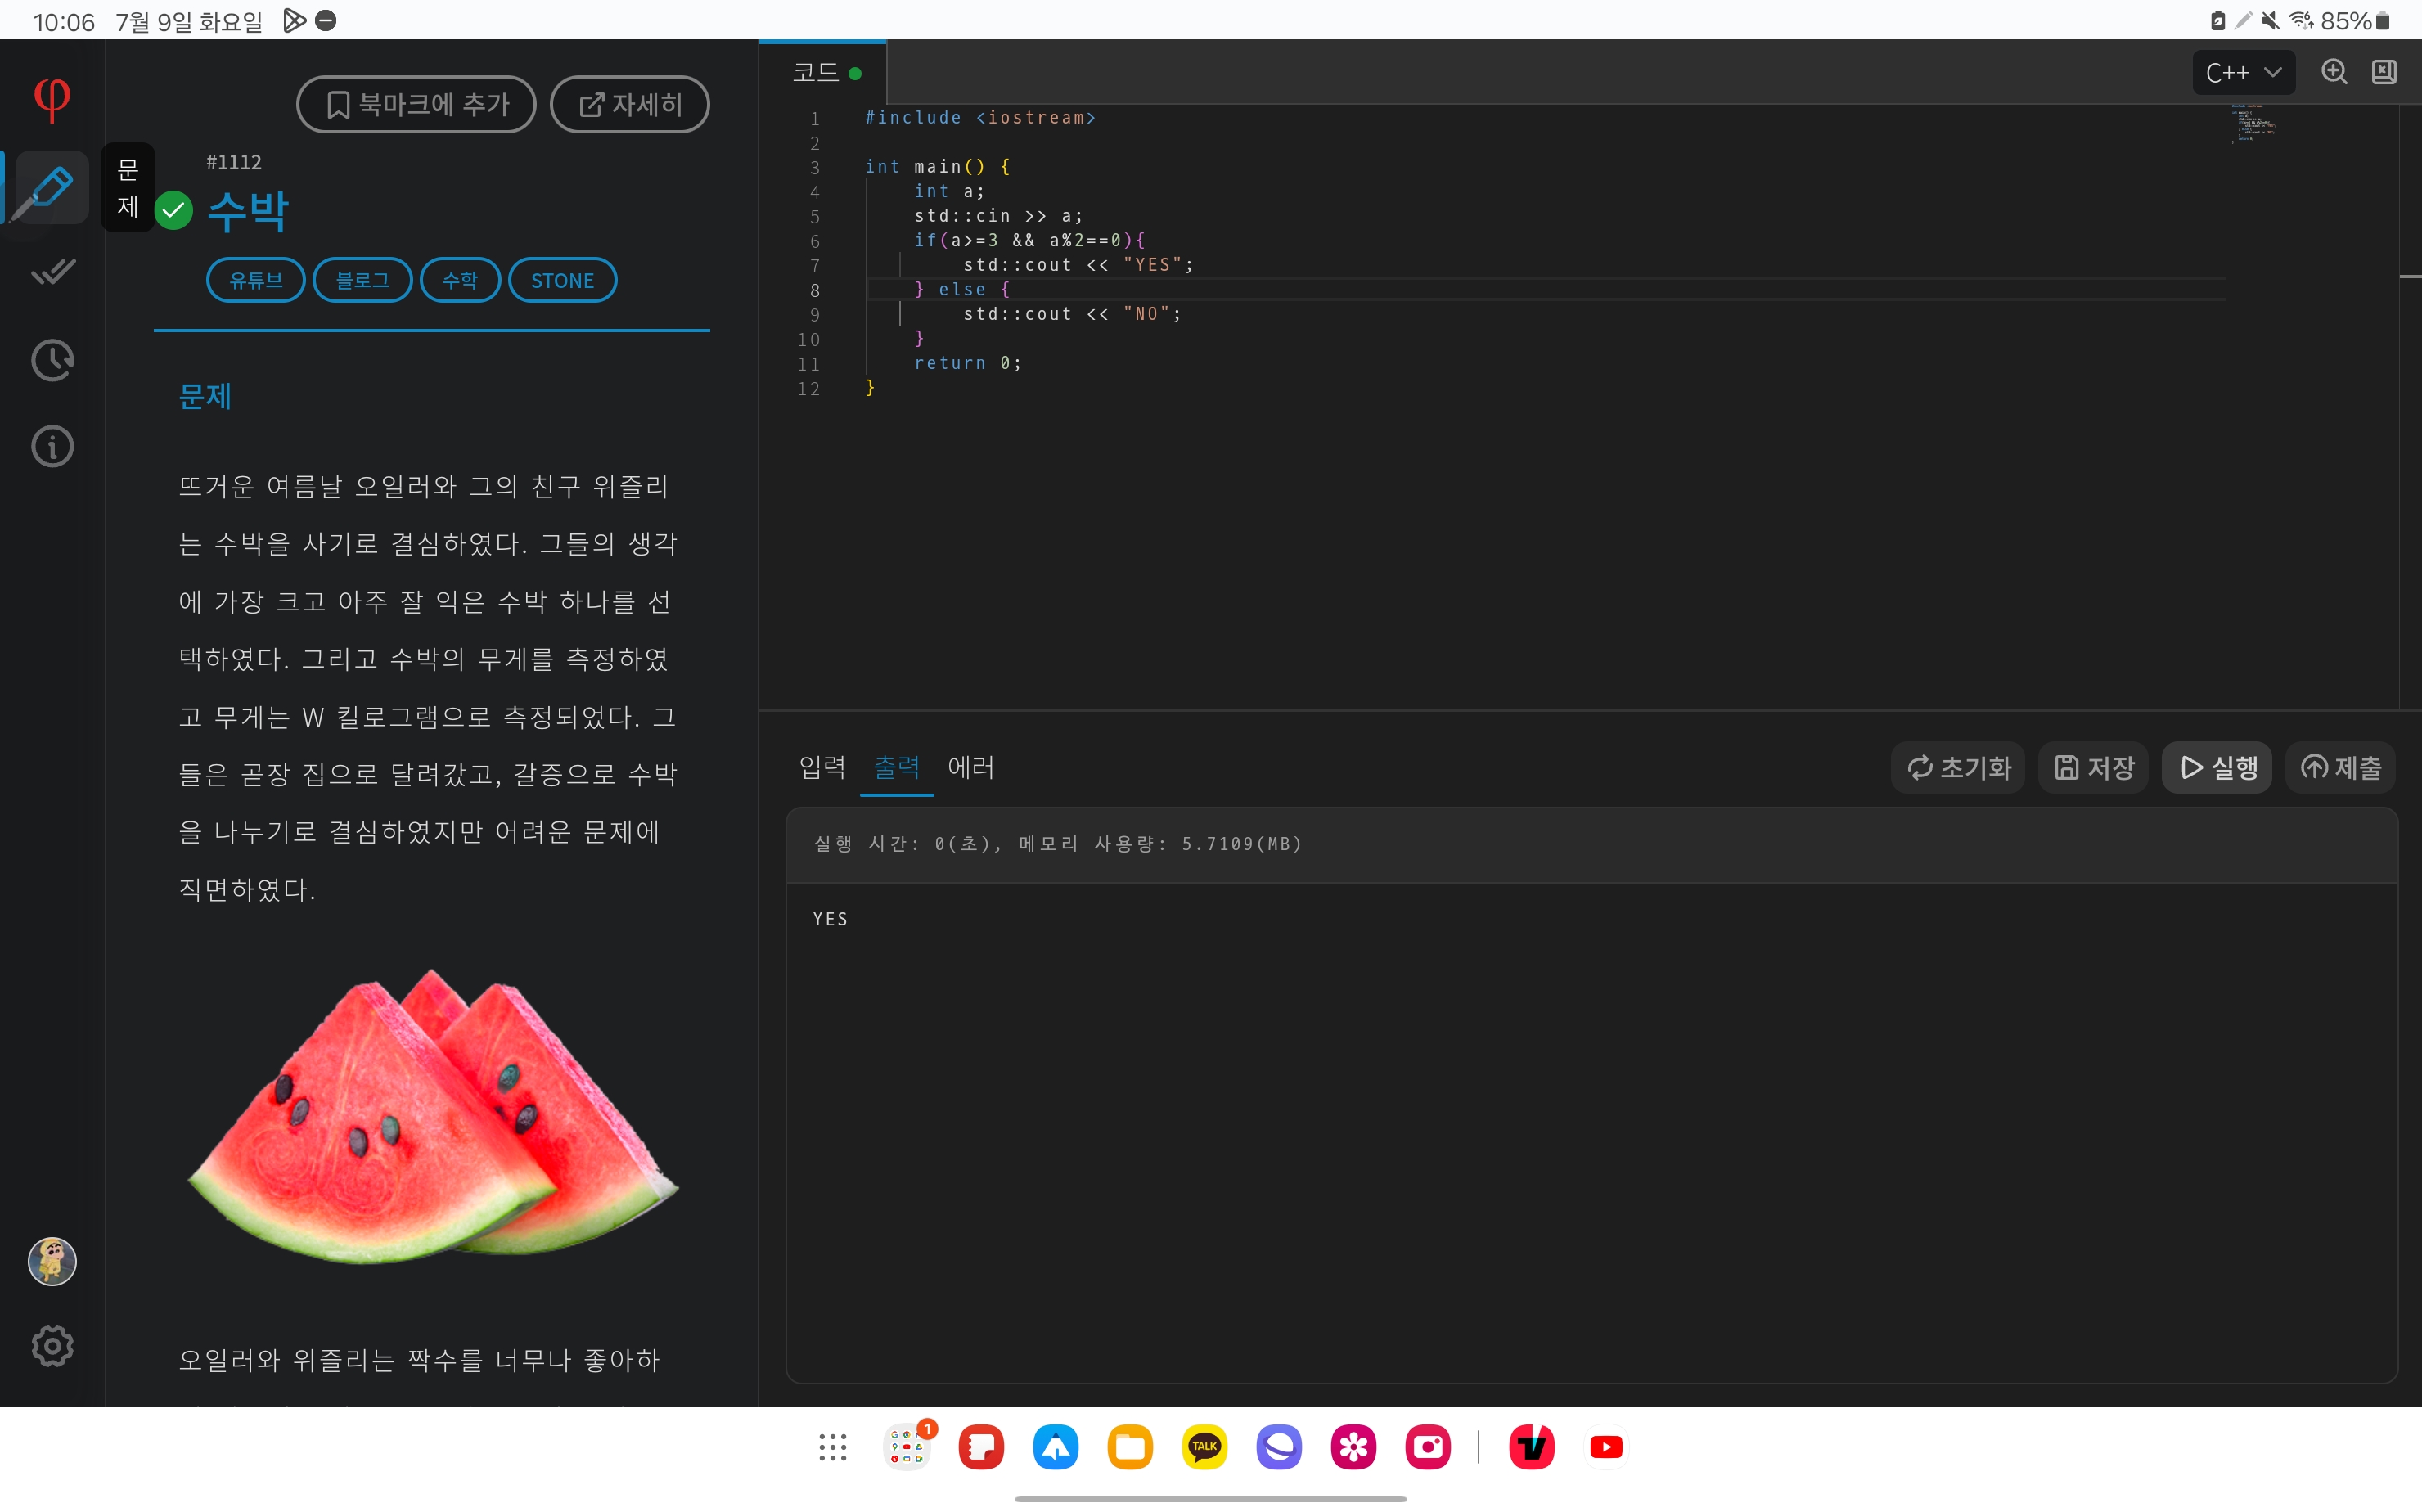 10:06 7월 9일 화요일
85%
φ
북마크에 추가
자세히
문
제
#1112
수박
유튜브
블로그
수학
STONE
문제
뜨거운 여름날 오일러와 그의 친구 위즐리
는 수박을 사기로 결심하였다. 그들의 생각
에 가장 크고 아주 잘 익은 수박 하나를 선
택하였다. 그리고 수박의 무게를 측정하였
고 무게는 W 킬로그램으로 측정되었다. 그
들은 곧장 집으로 달려갔고, 갈증으로 수박
을 나누기로 결심하였지만 어려운 문제에
직면하였다.
오일러와 위즐리는 짝수를 너무나 좋아하
코드
C++
1 #include <iostream>
2
3 int main() {
4 int a;
5 std::cin >> a;
6 if(a>=3 && a%2==0){
7 std::cout << "YES";
8 } else {
9 std::cout << "NO";
10 }
11 return 0;
12 }
입력 출력 에러
초기화
저장
실행
제출
실행 시간: 0(초), 메모리 사용량: 5.7109(MB)
YES
1
TALK